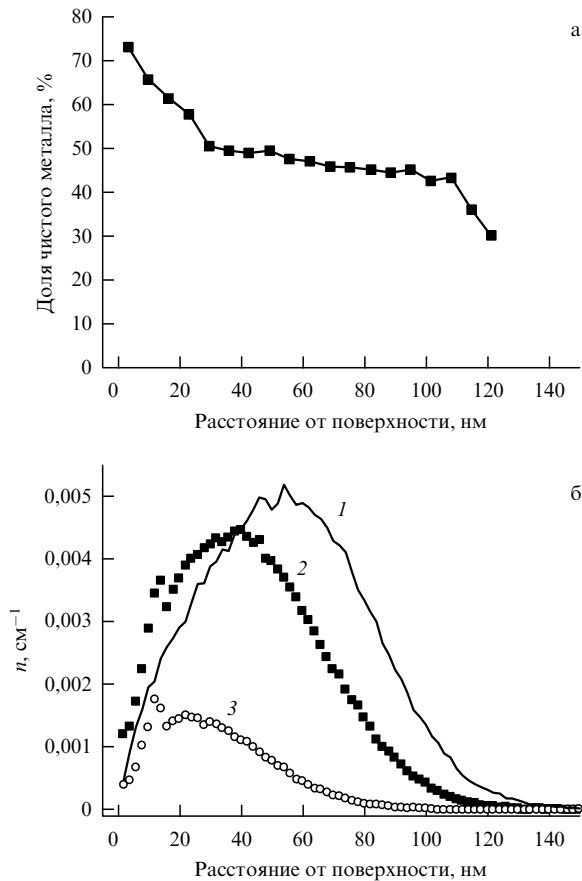 а
Доля чистого металла, %
80
70
60
50
40
30
20
10
0
0 20 40 60 80 100 120 140
Расстояние от поверхности, нм
б
n, см⁻¹
0,005
0,004
0,003
0,002
0,001
0
1
2
3
0 20 40 60 80 100 120 140
Расстояние от поверхности, нм